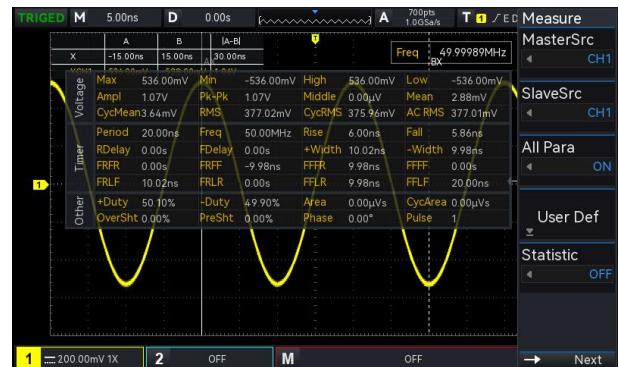 TRIGED M 5.00ns D 0.00s A 700pts 1.0GSa/s T 1 E D
Measure
A B |A-B|
X -15.00ns 15.00ns 30.00ns
Freq 49.99989MHz
AX BX
T
Voltage
Max 536.00mV Min -536.00mV High 536.00mV Low -536.00mV
Ampl 1.07V Pk-Pk 1.07V Middle 0.00μV Mean 2.88mV
CycMean 3.64mV RMS 377.02mV CycRMS 375.96mV AC RMS 377.01mV
Timer
Period 20.00ns Freq 50.00MHz Rise 6.00ns Fall 5.86ns
RDelay 0.00s FDelay 0.00s +Width 10.02ns -Width 9.98ns
FRFR 0.00s FRFF -9.98ns FFFR 9.98ns FFFF 0.00s
FRLF 10.02ns FRLR 0.00s FFLR 9.98ns FFLF 20.00ns
Other
+Duty 50.10% -Duty 49.90% Area 0.00μVs CycArea 0.00μVs
OverSht 0.00% PreSht 0.00% Phase 0.00° Pulse 1
1
MasterSrc
CH1
SlaveSrc
CH1
All Para
ON
User Def
Statistic
OFF
Next
1 200.00mV 1X 2 OFF M OFF